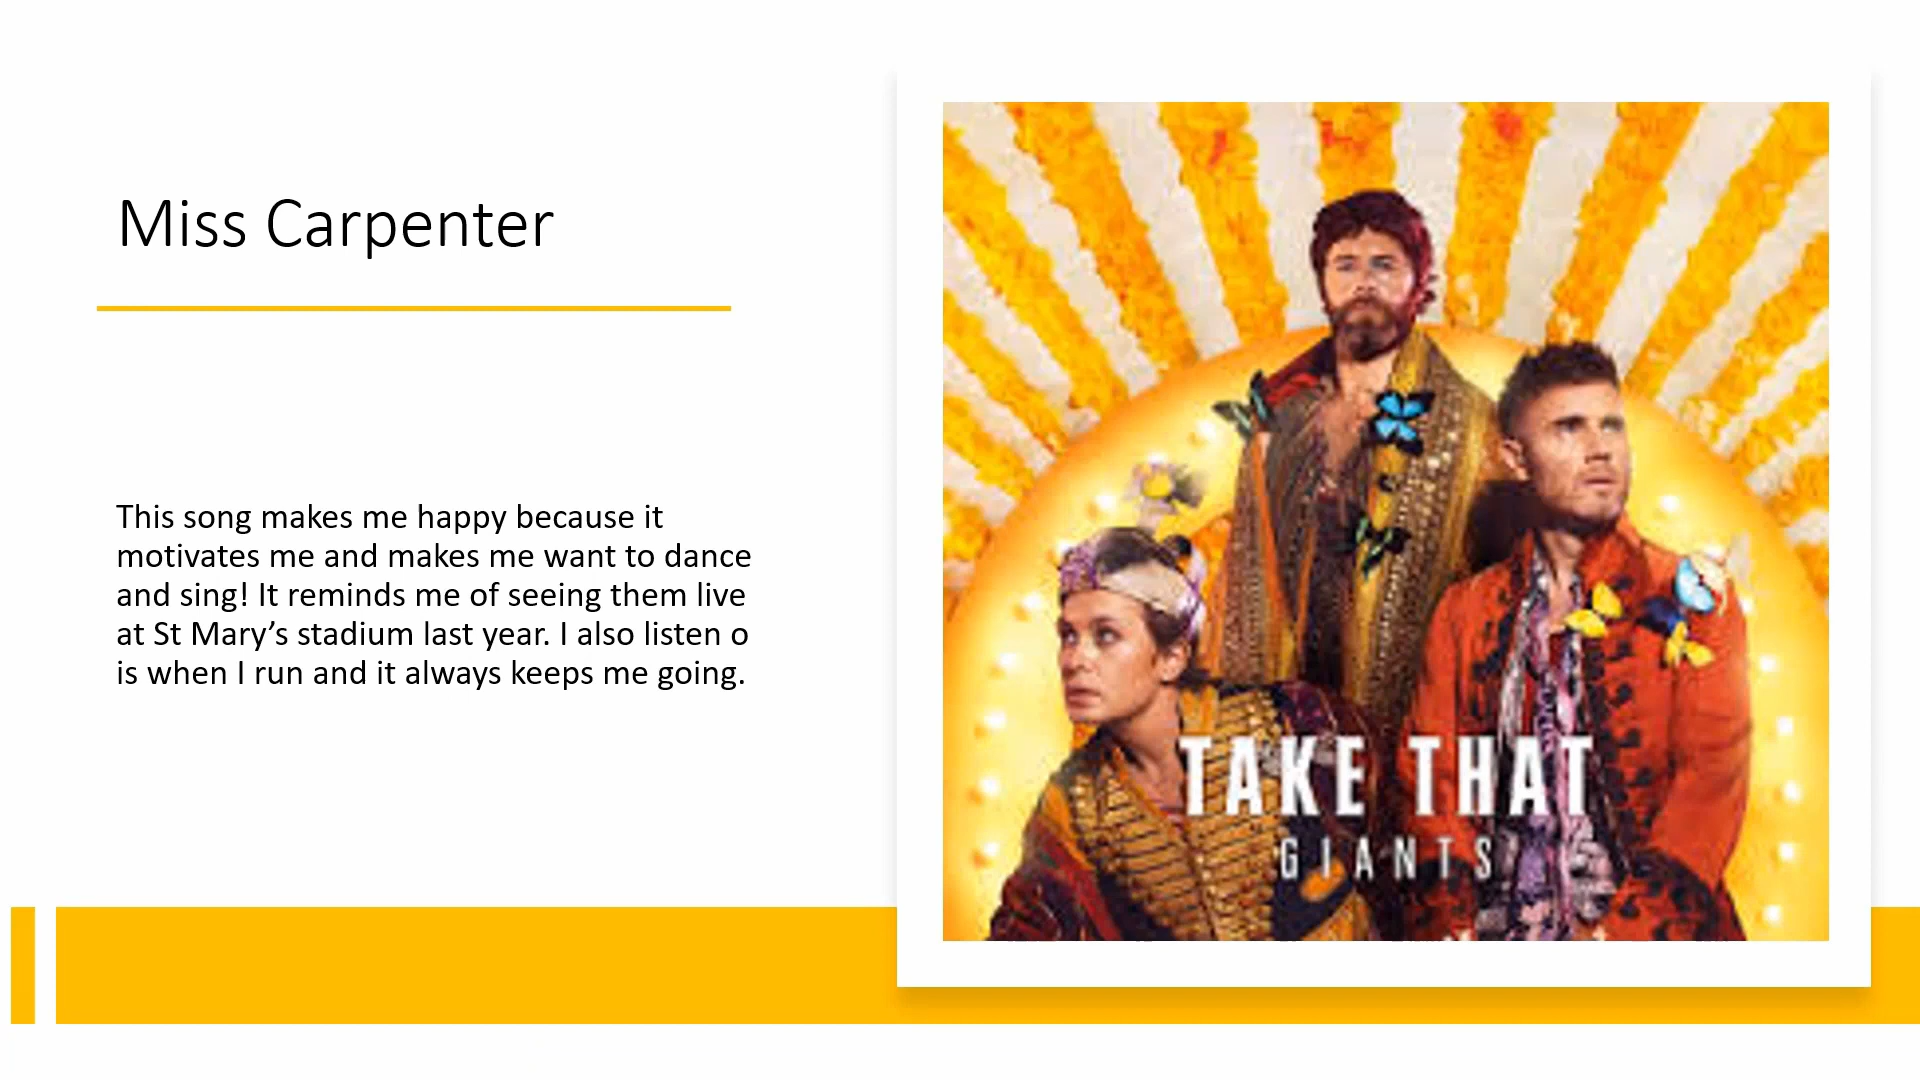 Miss Carpenter
This song makes me happy because it
motivates me and makes me want to dance
and sing! It reminds me of seeing them live
at St Mary’s stadium last year. I also listen o
is when I run and it always keeps me going.
TAKE THAT
GIANTS